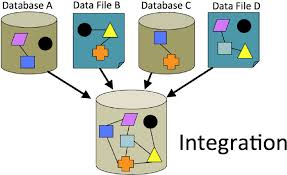 Database A
Data File B
Database C
Data File D
Integration